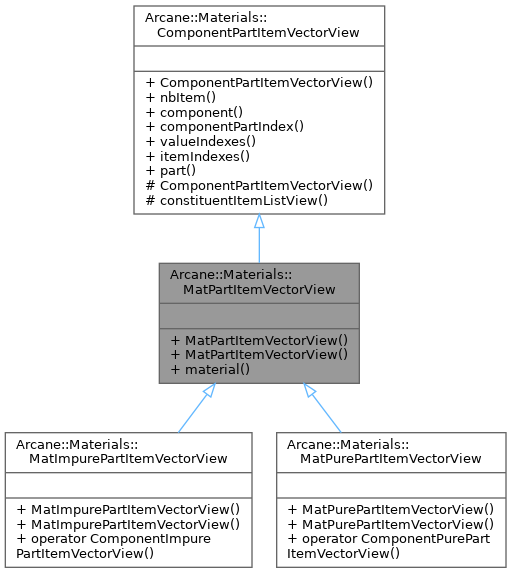 Arcane::Materials::
ComponentPartItemVectorView
+ ComponentPartItemVectorView()
+ nbItem()
+ component()
+ componentPartIndex()
+ valueIndexes()
+ itemIndexes()
+ part()
# ComponentPartItemVectorView()
# constituentItemListView()
Arcane::Materials::
MatPartItemVectorView
+ MatPartItemVectorView()
+ MatPartItemVectorView()
+ material()
Arcane::Materials::
MatImpurePartItemVectorView
+ MatImpurePartItemVectorView()
+ MatImpurePartItemVectorView()
+ operator ComponentImpure
PartItemVectorView()
Arcane::Materials::
MatPurePartItemVectorView
+ MatPurePartItemVectorView()
+ MatPurePartItemVectorView()
+ operator ComponentPurePart
ItemVectorView()